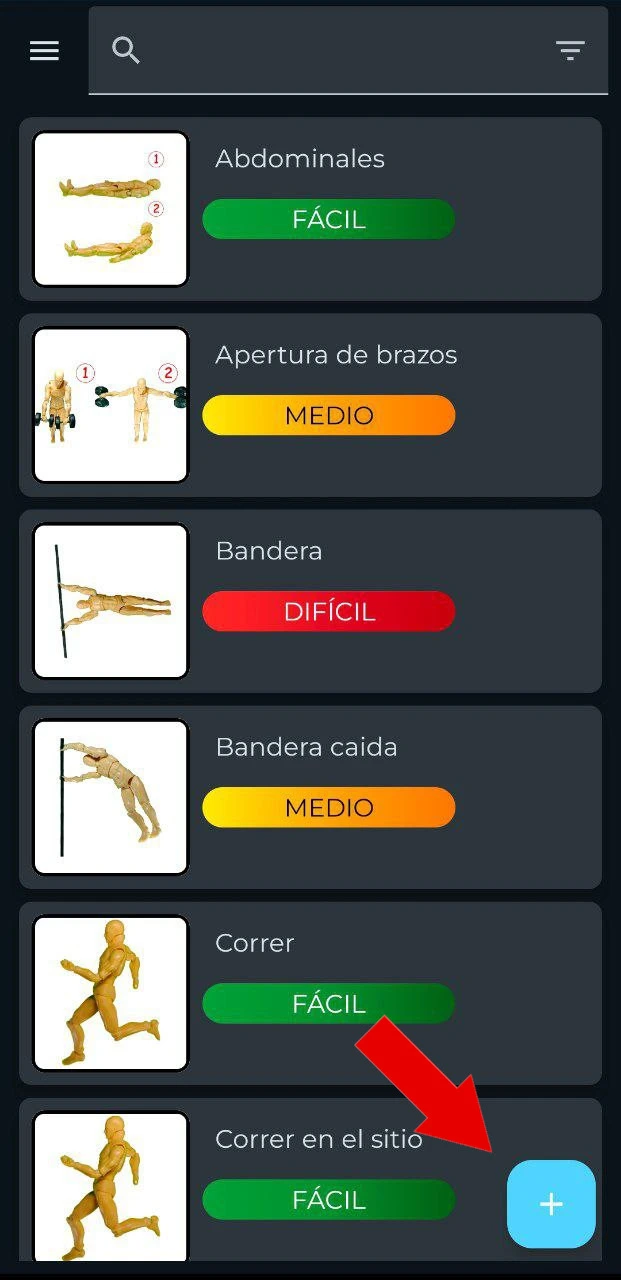 1
2
Abdominales
FÁCIL
1
2
Apertura de brazos
MEDIO
Bandera
DIFÍCIL
Bandera caida
MEDIO
Correr
FÁCIL
Correr en el sitio
FÁCIL
+